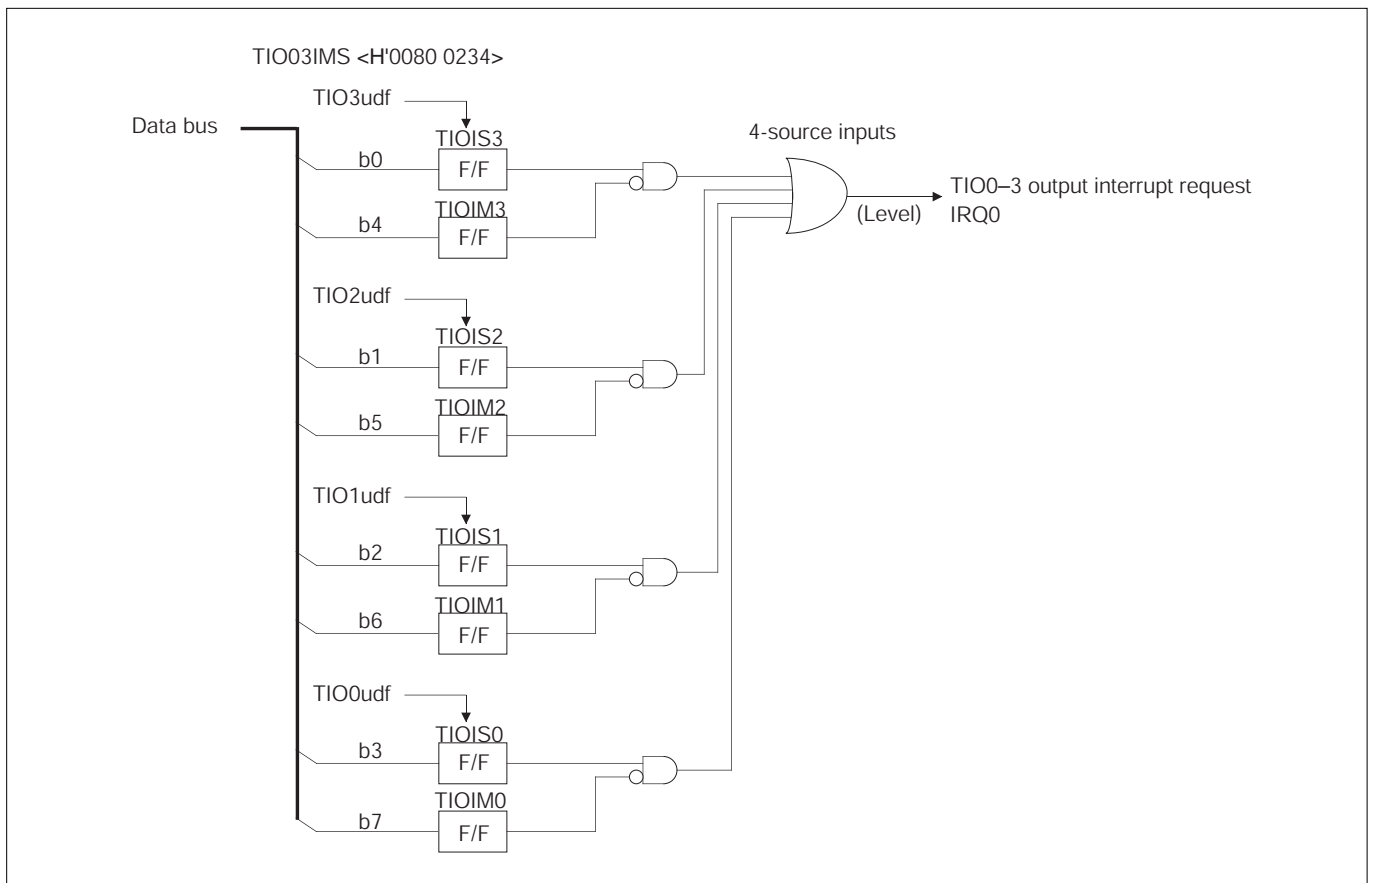 TIO03IMS <H'0080 0234>
TIO3udf
Data bus
TIOIS3
4-source inputs
b0
F/F
TIO0–3 output interrupt request
IRQ0
(Level)
TIOIM3
b4
F/F
TIO2udf
TIOIS2
b1
F/F
TIOIM2
b5
F/F
TIO1udf
TIOIS1
b2
F/F
TIOIM1
b6
F/F
TIO0udf
TIOIS0
b3
F/F
TIOIM0
b7
F/F